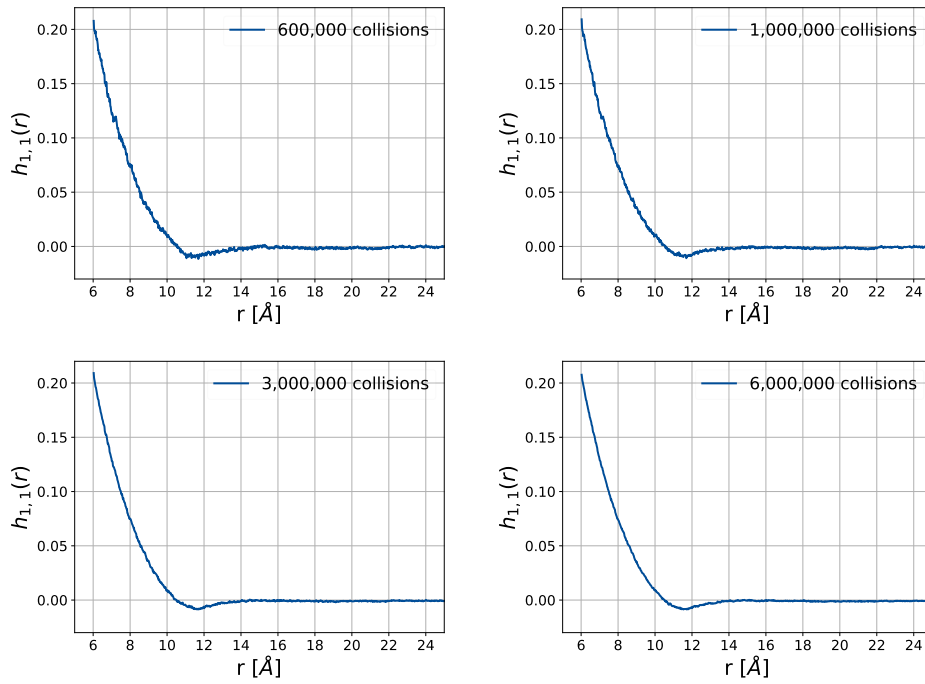 600,000 collisions
0.20
0.15
0.10
0.05
0.00
h1, 1(r)
6 8 10 12 14 16 18 20 22 24
r [Å]
1,000,000 collisions
0.20
0.15
0.10
0.05
0.00
h1, 1(r)
6 8 10 12 14 16 18 20 22 24
r [Å]
3,000,000 collisions
0.20
0.15
0.10
0.05
0.00
h1, 1(r)
6 8 10 12 14 16 18 20 22 24
r [Å]
6,000,000 collisions
0.20
0.15
0.10
0.05
0.00
h1, 1(r)
6 8 10 12 14 16 18 20 22 24
r [Å]